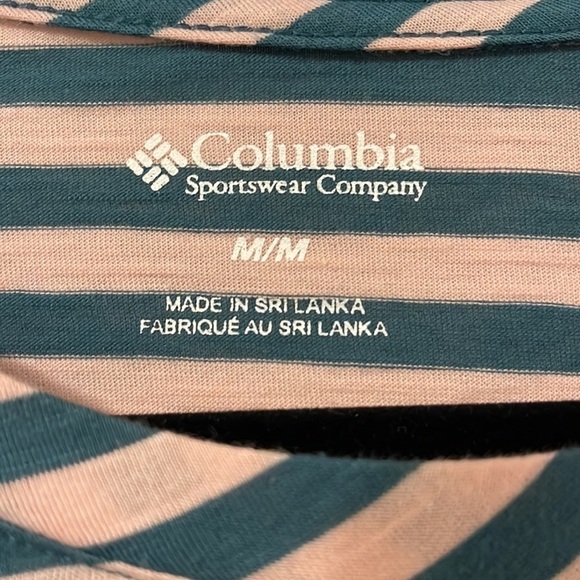 Columbia
Sportswear Company
M/M
MADE IN SRI LANKA
FABRIQUÉ AU SRI LANKA